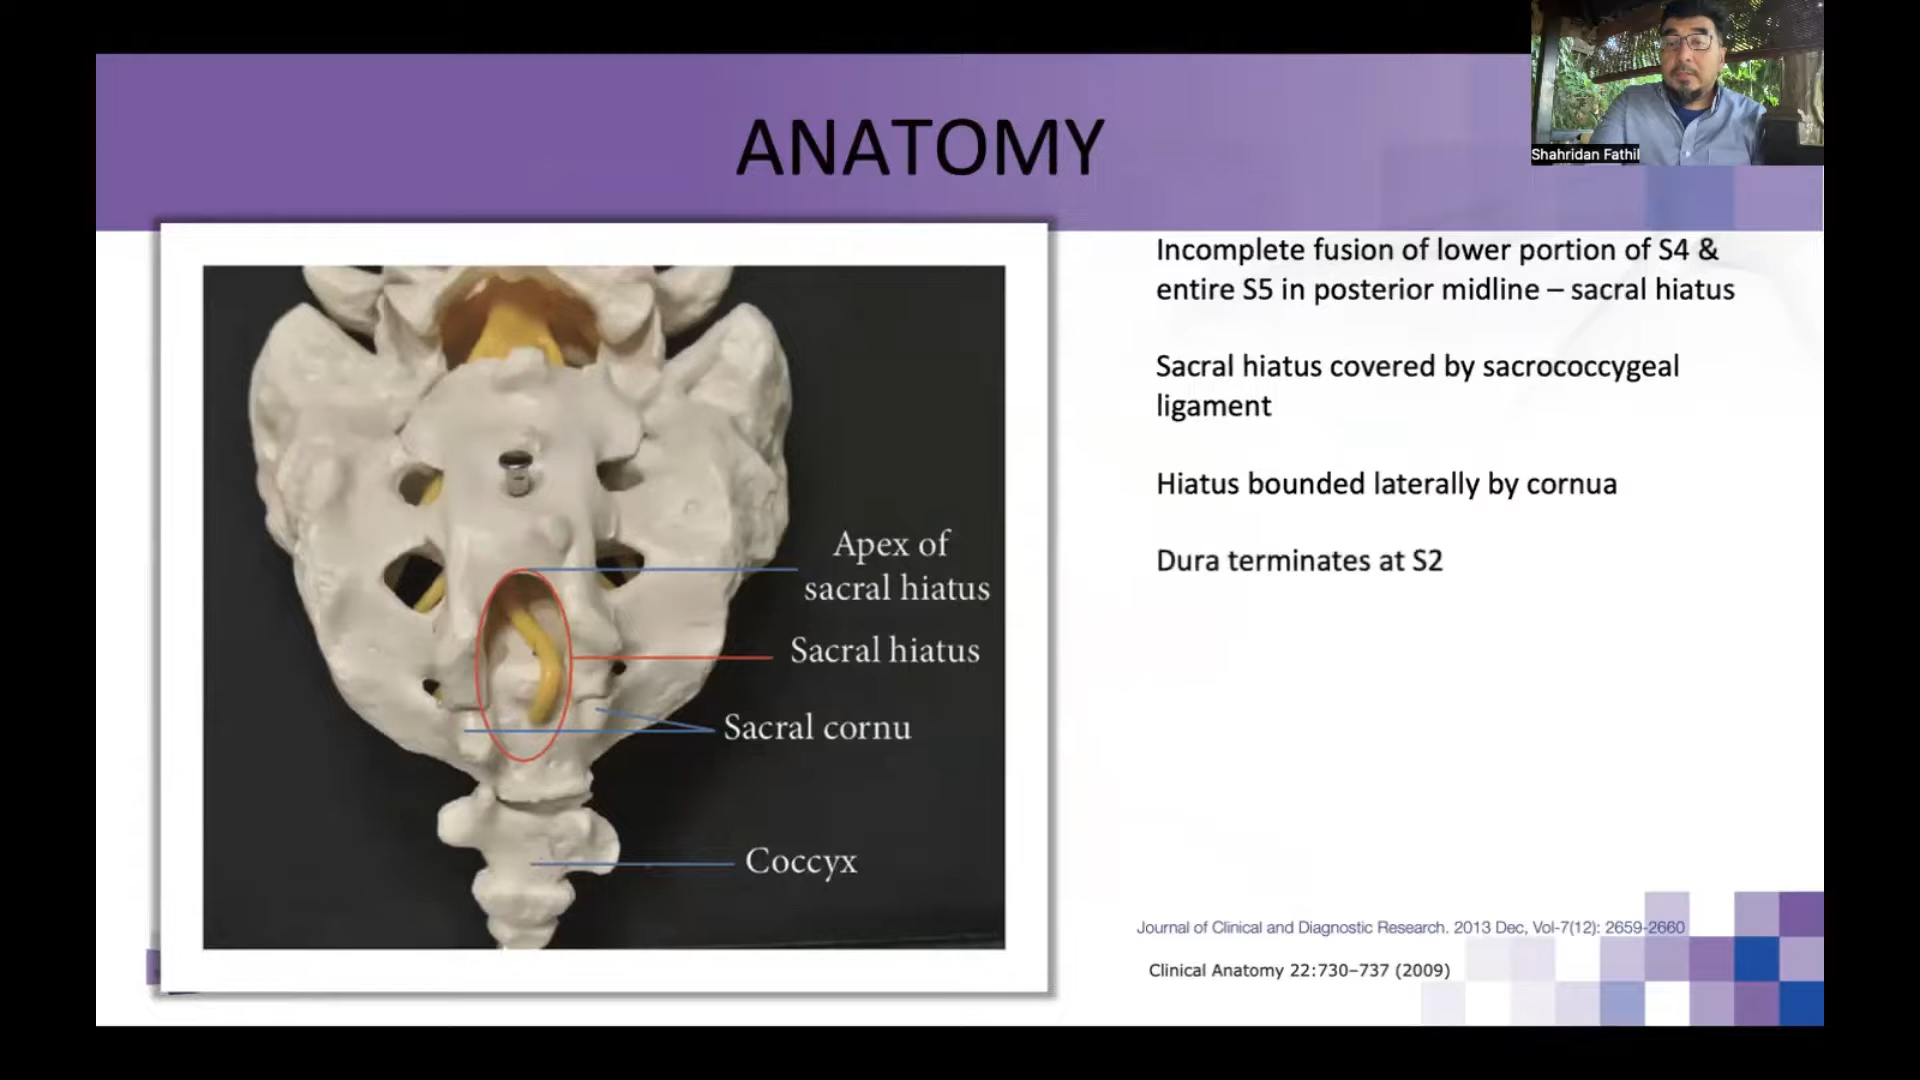 ANATOMY
Shahridan Fathil
Incomplete fusion of lower portion of S4 &
entire S5 in posterior midline – sacral hiatus
Sacral hiatus covered by sacrococcygeal
ligament
Hiatus bounded laterally by cornua
Dura terminates at S2
Apex of
sacral hiatus
Sacral hiatus
Sacral cornu
Coccyx
Journal of Clinical and Diagnostic Research. 2013 Dec, Vol-7(12): 2659-2660
Clinical Anatomy 22:730–737 (2009)